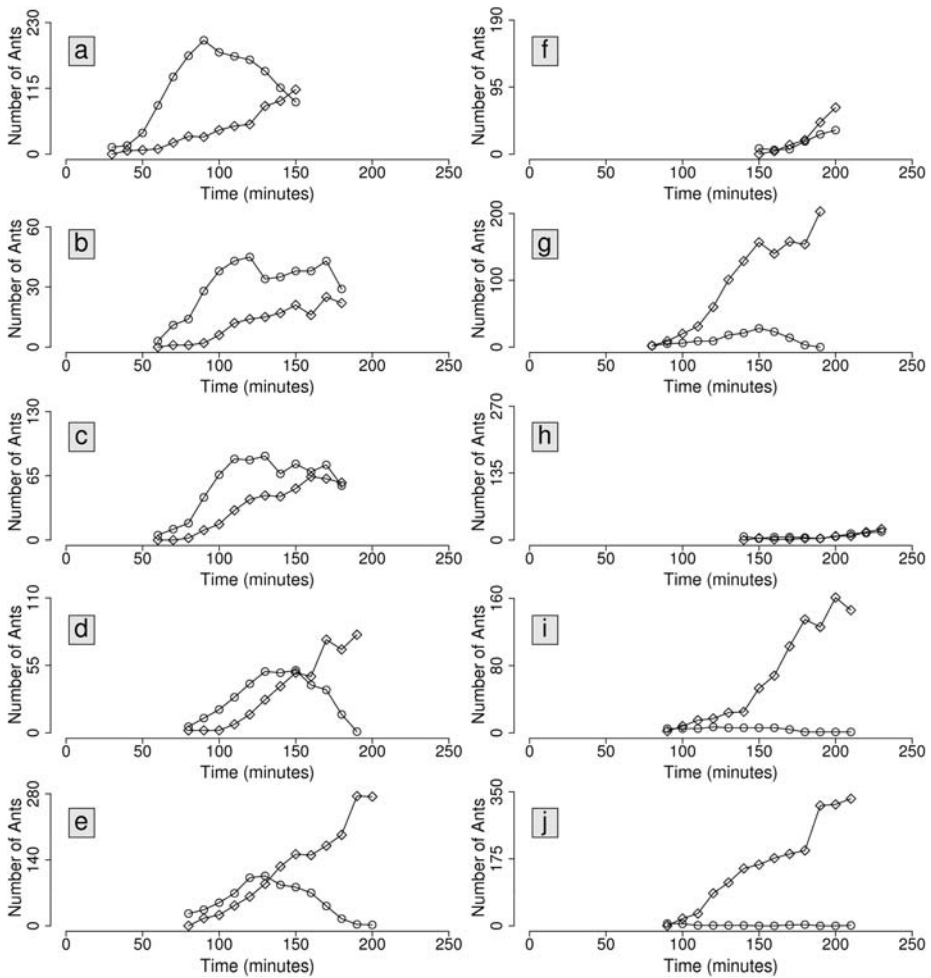 a
Number of Ants
230
115
0
0 50 100 150 200 250
Time (minutes)
b
Number of Ants
60
30
0
0 50 100 150 200 250
Time (minutes)
c
Number of Ants
130
65
0
0 50 100 150 200 250
Time (minutes)
d
Number of Ants
110
55
0
0 50 100 150 200 250
Time (minutes)
e
Number of Ants
280
140
0
0 50 100 150 200 250
Time (minutes)
f
Number of Ants
190
95
0
0 50 100 150 200 250
Time (minutes)
g
Number of Ants
200
100
0
0 50 100 150 200 250
Time (minutes)
h
Number of Ants
270
135
0
0 50 100 150 200 250
Time (minutes)
i
Number of Ants
160
80
0
0 50 100 150 200 250
Time (minutes)
j
Number of Ants
350
175
0
0 50 100 150 200 250
Time (minutes)